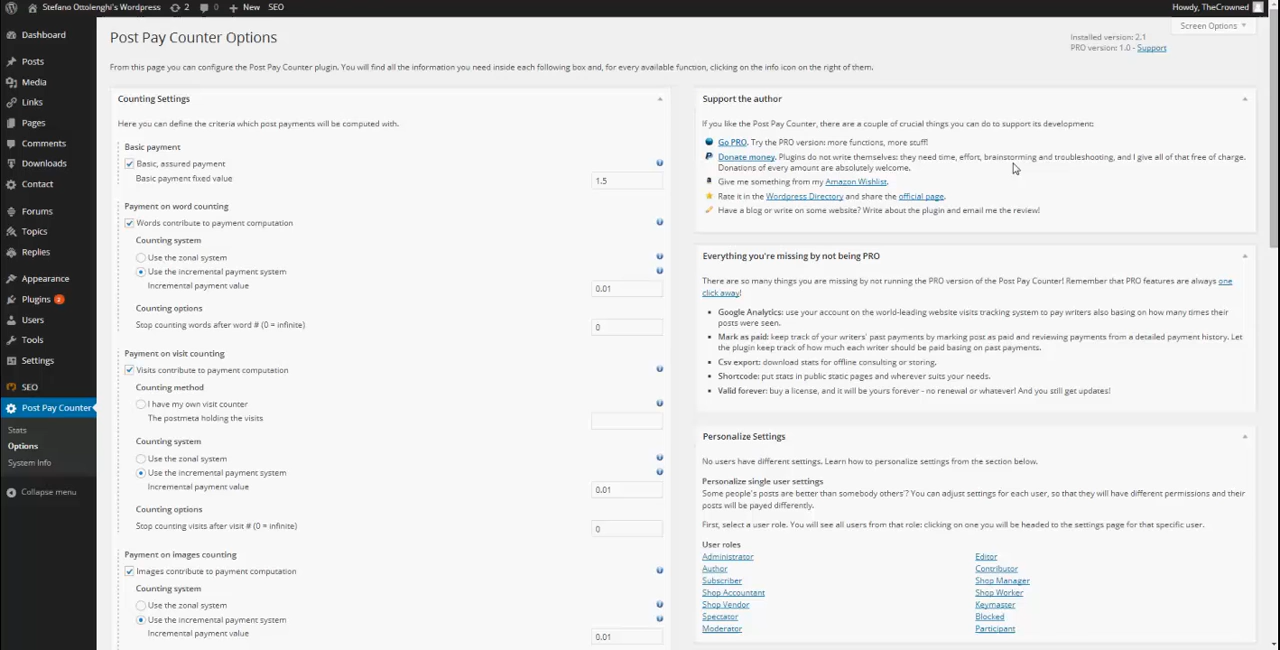 Stefano Ottolenghi's Wordpress
2
0
New
SEO
Howdy, TheCrowned
Dashboard
Posts
Media
Links
Pages
Comments
Downloads
Contact
Forums
Topics
Replies
Appearance
Plugins 2
Users
Tools
Settings
SEO
Post Pay Counter
Stats
Options
System Info
Collapse menu
Screen Options
Post Pay Counter Options
Installed version: 2.1
PRO version: 1.0 - Support
From this page you can configure the Post Pay Counter plugin. You will find all the information you need inside each following box and, for every available function, clicking on the info icon on the right of them.
Counting Settings
Here you can define the criteria which post payments will be computed with.
Basic payment
Basic, assured payment
Basic payment fixed value
1.5
Payment on word counting
Words contribute to payment computation
Counting system
Use the zonal system
Use the incremental payment system
Incremental payment value
0.01
Counting options
Stop counting words after word # (0 = infinite)
0
Payment on visit counting
Visits contribute to payment computation
Counting method
I have my own visit counter
The postmeta holding the visits
Counting system
Use the zonal system
Use the incremental payment system
Incremental payment value
0.01
Counting options
Stop counting visits after visit # (0 = infinite)
0
Payment on images counting
Images contribute to payment computation
Counting system
Use the zonal system
Use the incremental payment system
Incremental payment value
0.01
Support the author
If you like the Post Pay Counter, there are a couple of crucial things you can do to support its development:
Go PRO. Try the PRO version: more functions, more stuff!
Donate money. Plugins do not write themselves: they need time, effort, brainstorming and troubleshooting, and I give all of that free of charge.
Donations of every amount are absolutely welcome.
Give me something from my Amazon Wishlist.
Rate it in the Wordpress Directory and share the official page.
Have a blog or write on some website? Write about the plugin and email me the review!
Everything you're missing by not being PRO
There are so many things you are missing by not running the PRO version of the Post Pay Counter! Remember that PRO features are always one
click away!
Google Analytics: use your account on the world-leading website visits tracking system to pay writers also basing on how many times their
posts were seen.
Mark as paid: keep track of your writers' past payments by marking post as paid and reviewing payments from a detailed payment history. Let
the plugin keep track of how much each writer should be paid basing on past payments.
Csv export: download stats for offline consulting or storing.
Shortcode: put stats in public static pages and wherever suits your needs.
Valid forever: buy a license, and it will be yours forever - no renewal or whatever! And you still get updates!
Personalize Settings
No users have different settings. Learn how to personalize settings from the section below.
Personalize single user settings
Some people's posts are better than somebody others'? You can adjust settings for each user, so that they will have different permissions and their
posts will be payed differently.
First, select a user role. You will see all users from that role: clicking on one you will be headed to the settings page for that specific user.
User roles
Administrator
Editor
Author
Contributor
Subscriber
Shop Manager
Shop Accountant
Shop Worker
Shop Vendor
Keymaster
Spectator
Blocked
Moderator
Participant